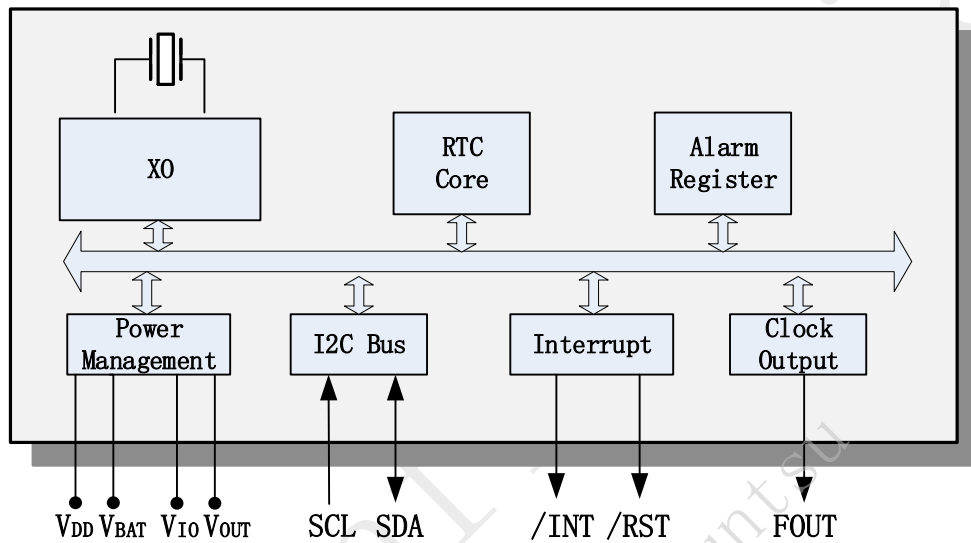 XO
RTC
Core
Alarm
Register
Power
Management
I2C Bus
Interrupt
Clock
Output
VDD VBAT VIO VOUT SCL SDA /INT /RST FOUT